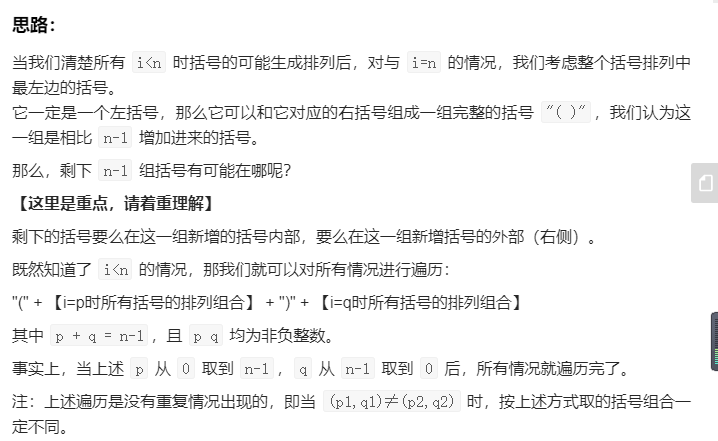 思路：
当我们清楚所有 i<n 时括号的可能生成排列后，对与 i=n 的情况，我们考虑整个括号排列中
最左边的括号。
它一定是一个左括号，那么它可以和它对应的右括号组成一组完整的括号 "( )"，我们认为这
一组是相比 n-1 增加进来的括号。
那么，剩下 n-1 组括号有可能在哪呢？
【这里是重点，请着重理解】
剩下的括号要么在这一组新增的括号内部，要么在这一组新增括号的外部（右侧）。
既然知道了 i<n 的情况，那我们就可以对所有情况进行遍历：
"(" + 【i=p时所有括号的排列组合】 + ")" + 【i=q时所有括号的排列组合】
其中 p + q = n-1，且 p q 均为非负整数。
事实上，当上述 p 从 0 取到 n-1，q 从 n-1 取到 0 后，所有情况就遍历完了。
注：上述遍历是没有重复情况出现的，即当 (p1,q1)≠(p2,q2) 时，按上述方式取的括号组合一
定不同。